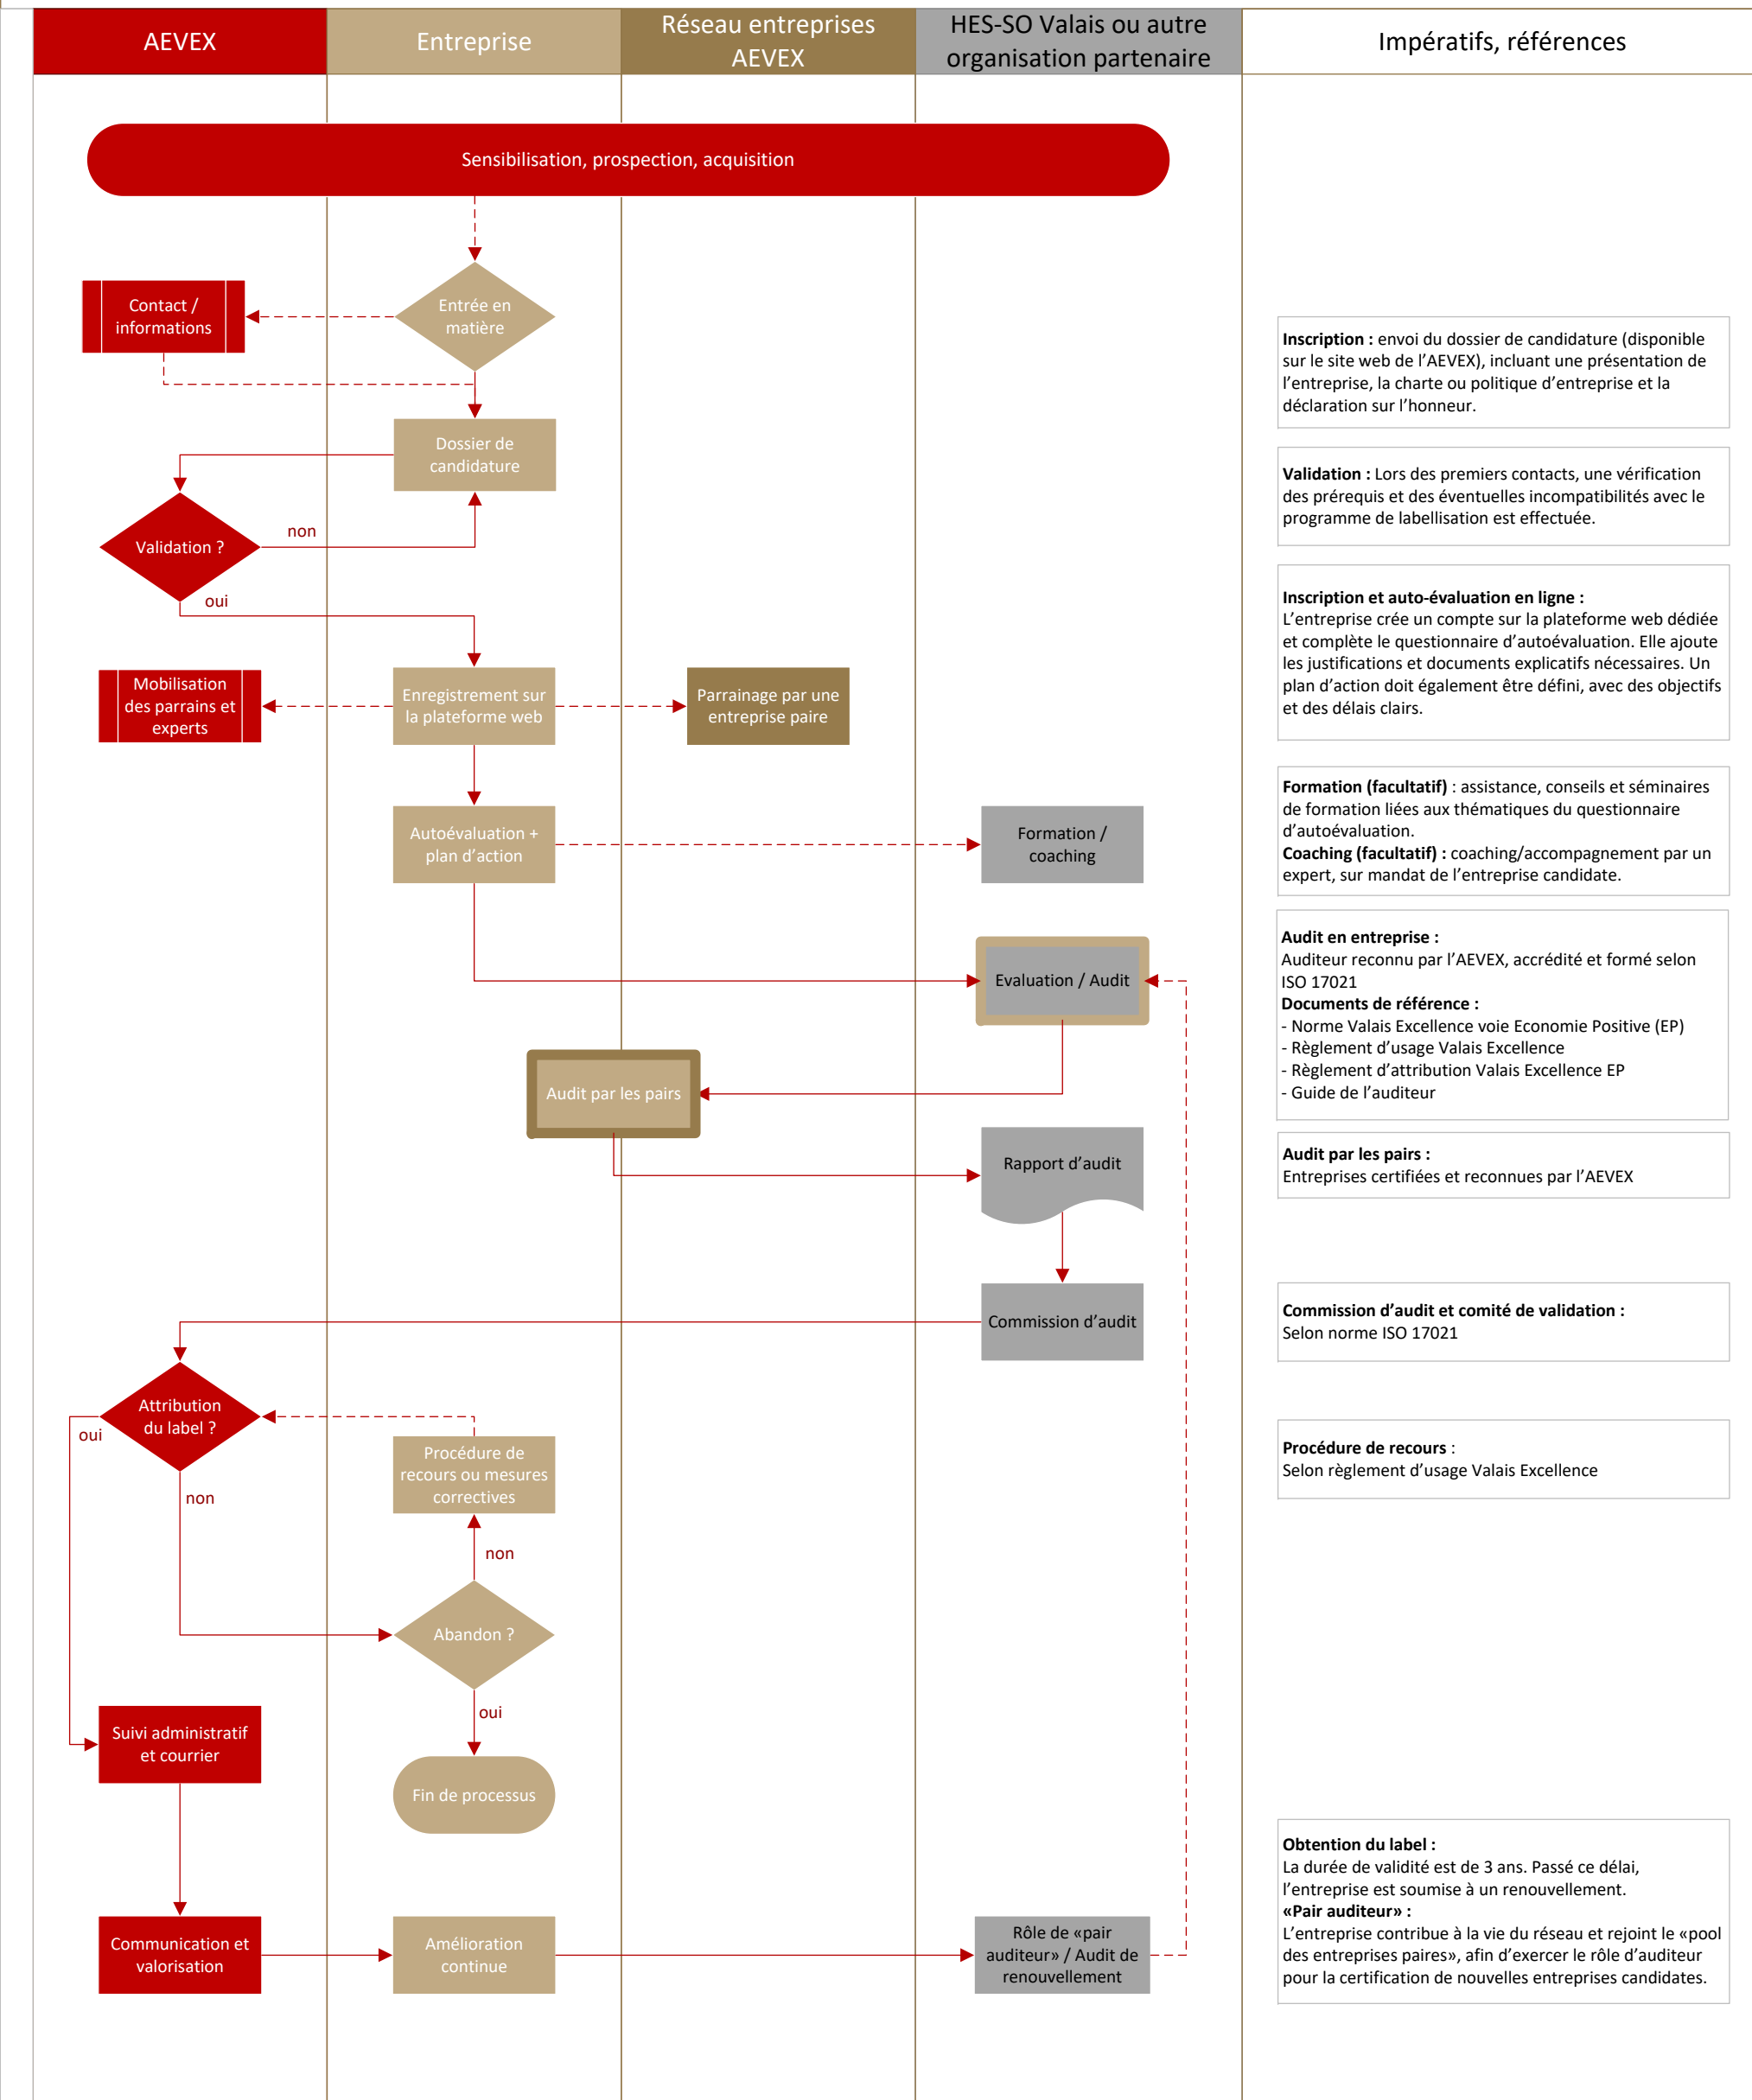 AEVEX
Entreprise
Réseau entreprises
AEVEX
HES-SO Valais ou autre
organisation partenaire
Impératifs, références
Sensibilisation, prospection, acquisition
Entrée en
matière
Contact /
informations
Inscription : envoi du dossier de candidature (disponible
sur le site web de l’AEVEX), incluant une présentation de
l’entreprise, la charte ou politique d’entreprise et la
déclaration sur l’honneur.
Dossier de
candidature
Validation : Lors des premiers contacts, une vérification
des prérequis et des éventuelles incompatibilités avec le
programme de labellisation est effectuée.
Validation ?
non
oui
Inscription et auto-évaluation en ligne :
L’entreprise crée un compte sur la plateforme web dédiée
et complète le questionnaire d’autoévaluation. Elle ajoute
les justifications et documents explicatifs nécessaires. Un
plan d’action doit également être défini, avec des objectifs
et des délais clairs.
Mobilisation
des parrains et
experts
Enregistrement sur
la plateforme web
Parrainage par une
entreprise paire
Formation (facultatif) : assistance, conseils et séminaires
de formation liées aux thématiques du questionnaire
d’autoévaluation.
Coaching (facultatif) : coaching/accompagnement par un
expert, sur mandat de l’entreprise candidate.
Autoévaluation +
plan d’action
Formation /
coaching
Audit en entreprise :
Auditeur reconnu par l’AEVEX, accrédité et formé selon
ISO 17021
Documents de référence :
- Norme Valais Excellence voie Economie Positive (EP)
- Règlement d’usage Valais Excellence
- Règlement d’attribution Valais Excellence EP
- Guide de l’auditeur
Evaluation / Audit
Audit par les pairs
Rapport d’audit
Audit par les pairs :
Entreprises certifiées et reconnues par l’AEVEX
Commission d’audit
Commission d’audit et comité de validation :
Selon norme ISO 17021
Attribution
du label ?
oui
non
Procédure de
recours ou mesures
correctives
Procédure de recours :
Selon règlement d’usage Valais Excellence
non
Abandon ?
oui
Suivi administratif
et courrier
Fin de processus
Obtention du label :
La durée de validité est de 3 ans. Passé ce délai,
l’entreprise est soumise à un renouvellement.
«Pair auditeur» :
L’entreprise contribue à la vie du réseau et rejoint le «pool
des entreprises paires», afin d’exercer le rôle d’auditeur
pour la certification de nouvelles entreprises candidates.
Communication et
valorisation
Amélioration
continue
Rôle de «pair
auditeur» / Audit de
renouvellement